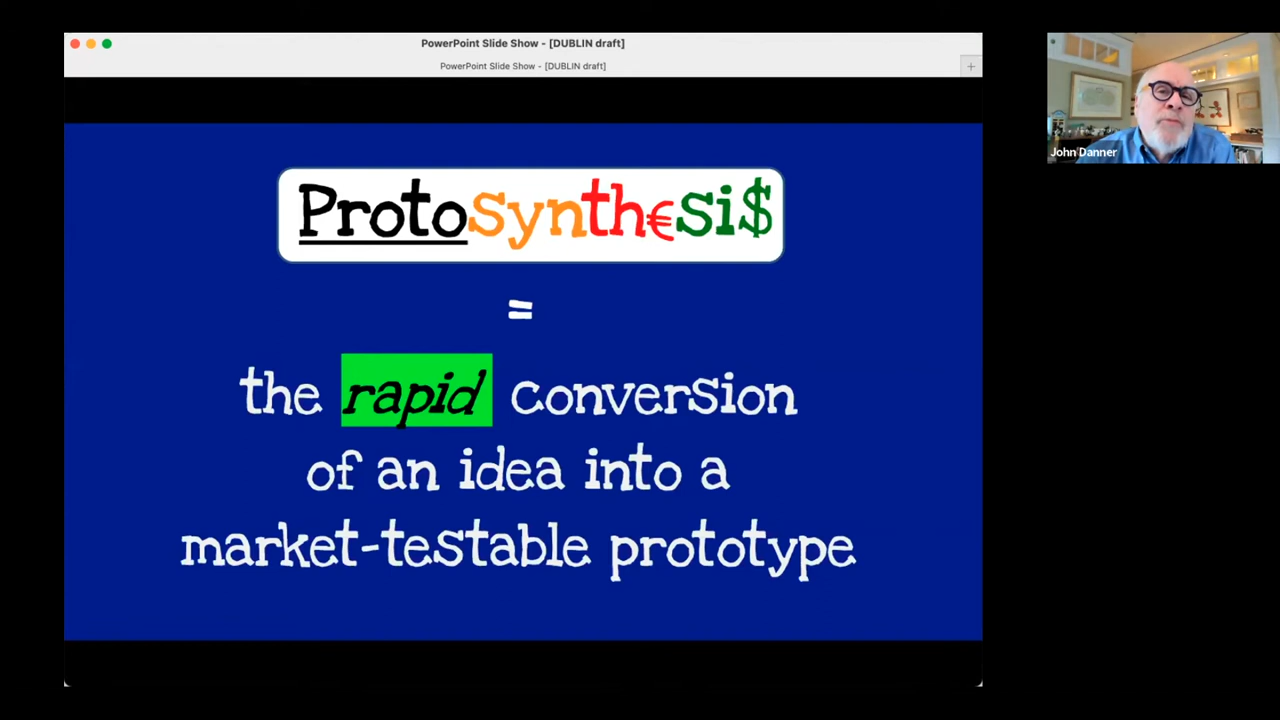 PowerPoint Slide Show - [DUBLIN draft]
PowerPoint Slide Show - [DUBLIN draft]
Protosynth€si$
=
the rapid conversion
of an idea into a
market-testable prototype
John Danner